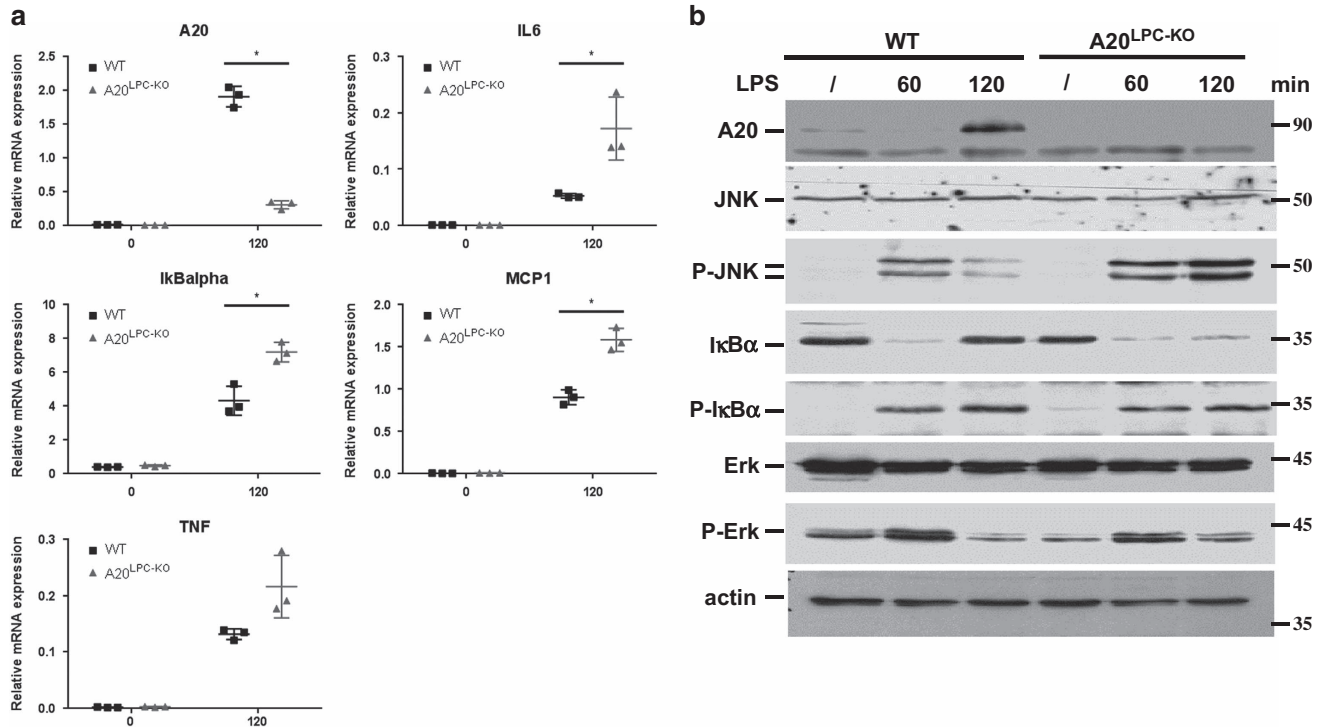 a
A20
Relative mRNA expression
2.5
2.0
1.5
1.0
0.5
0.0
WT
A20LPC-KO
*
0
120
IL6
Relative mRNA expression
0.3
0.2
0.1
0.0
WT
A20LPC-KO
*
0
120
IkBalpha
Relative mRNA expression
10
8
6
4
2
0
WT
A20LPC-KO
*
0
120
MCP1
Relative mRNA expression
2.0
1.5
1.0
0.5
0.0
WT
A20LPC-KO
*
0
120
TNF
Relative mRNA expression
0.3
0.2
0.1
0.0
WT
A20LPC-KO
0
120
b
WT A20LPC-KO
LPS / 60 120 / 60 120 min
A20 90
JNK 50
P-JNK 50
IκBα 35
P-IκBα 35
Erk 45
P-Erk 45
actin
35